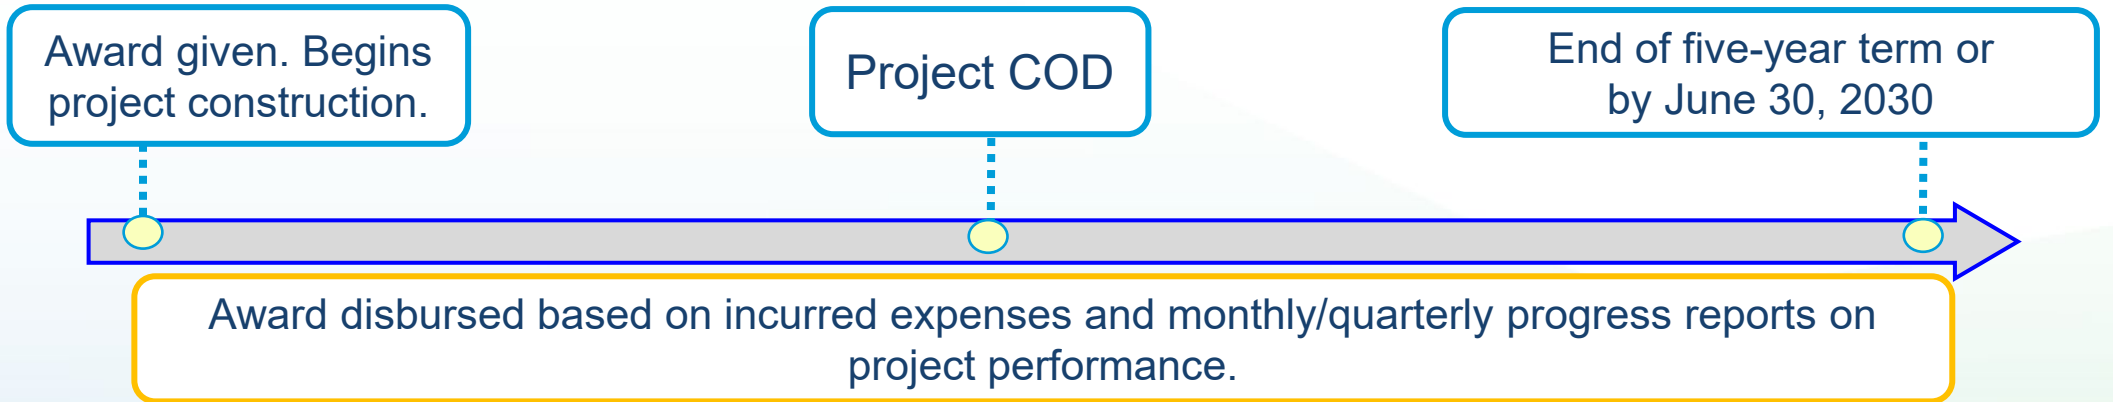 Award given. Begins
project construction.
Project COD
End of five-year term or
by June 30, 2030
Award disbursed based on incurred expenses and monthly/quarterly progress reports on
project performance.